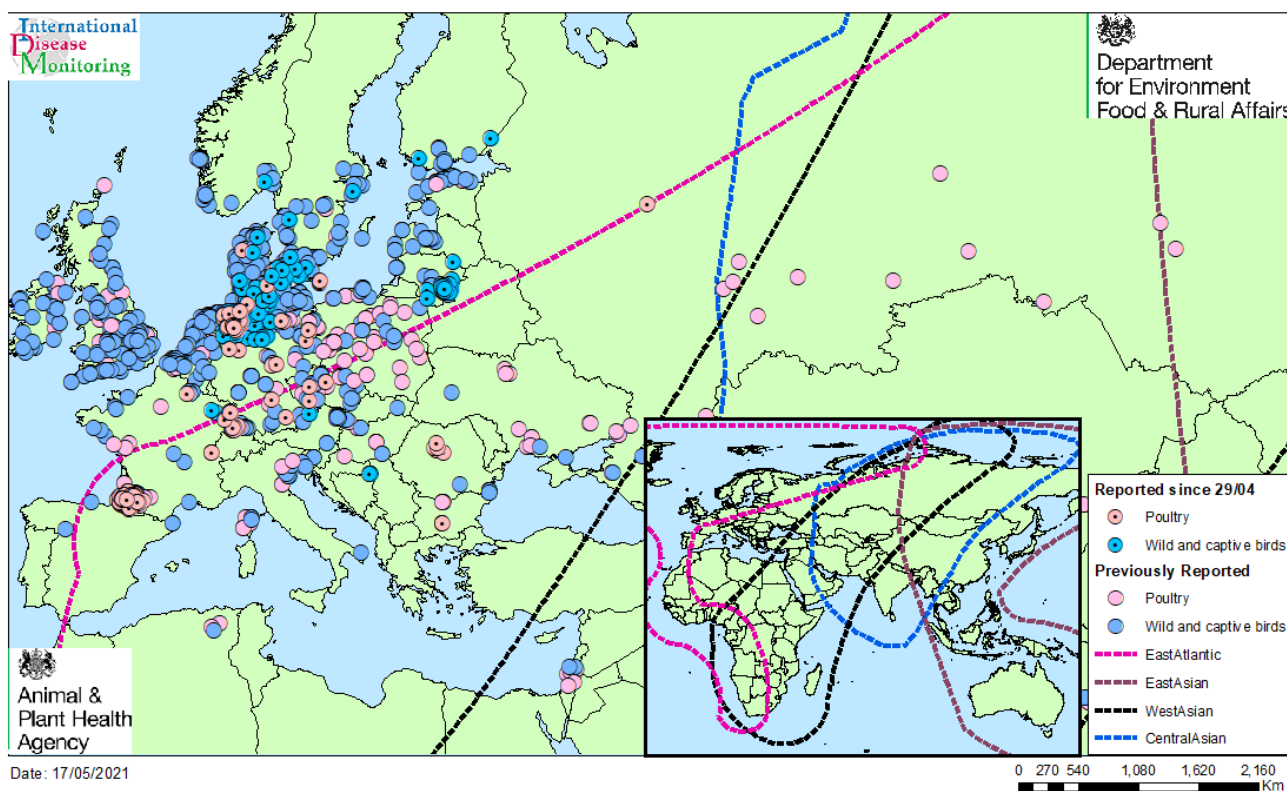 International
Disease
Monitoring
Department
for Environment
Food & Rural Affairs
Reported since 29/04
Poultry
Wild and captive birds
Previously Reported
Poultry
Wild and captive birds
EastAtlantic
EastAsian
WestAsian
CentralAsian
Animal &
Plant Health
Agency
Date: 17/05/2021
0 270 540 1,080 1,620 2,160
Km